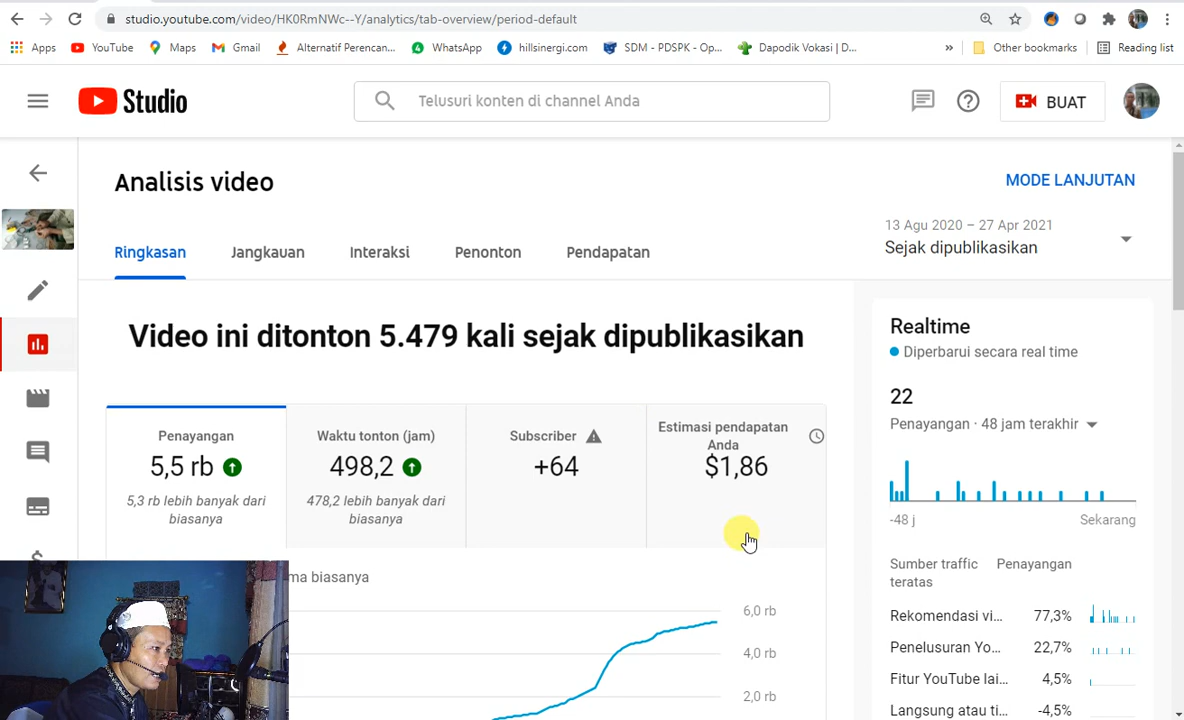 studio.youtube.com/video/HK0RmNWc--Y/analytics/tab-overview/period-default
Apps YouTube Maps Gmail Alternatif Perencan... WhatsApp hillsinergi.com SDM - PDSPK - Op... Dapodik Vokasi | D... » Other bookmarks Reading list
Studio
Telusuri konten di channel Anda
BUAT
Analisis video
MODE LANJUTAN
13 Agu 2020 – 27 Apr 2021
Sejak dipublikasikan
Ringkasan Jangkauan Interaksi Penonton Pendapatan
Video ini ditonton 5.479 kali sejak dipublikasikan
Penayangan
5,5 rb
5,3 rb lebih banyak dari
biasanya
Waktu tonton (jam)
498,2
478,2 lebih banyak dari
biasanya
Subscriber
+64
Estimasi pendapatan
Anda
$1,86
ma biasanya
6,0 rb
4,0 rb
2,0 rb
Realtime
Diperbarui secara real time
22
Penayangan · 48 jam terakhir
-48 j Sekarang
Sumber traffic
teratas
Penayangan
Rekomendasi vi... 77,3%
Penelusuran Yo... 22,7%
Fitur YouTube lai... 4,5%
Langsung atau ti... -4,5%